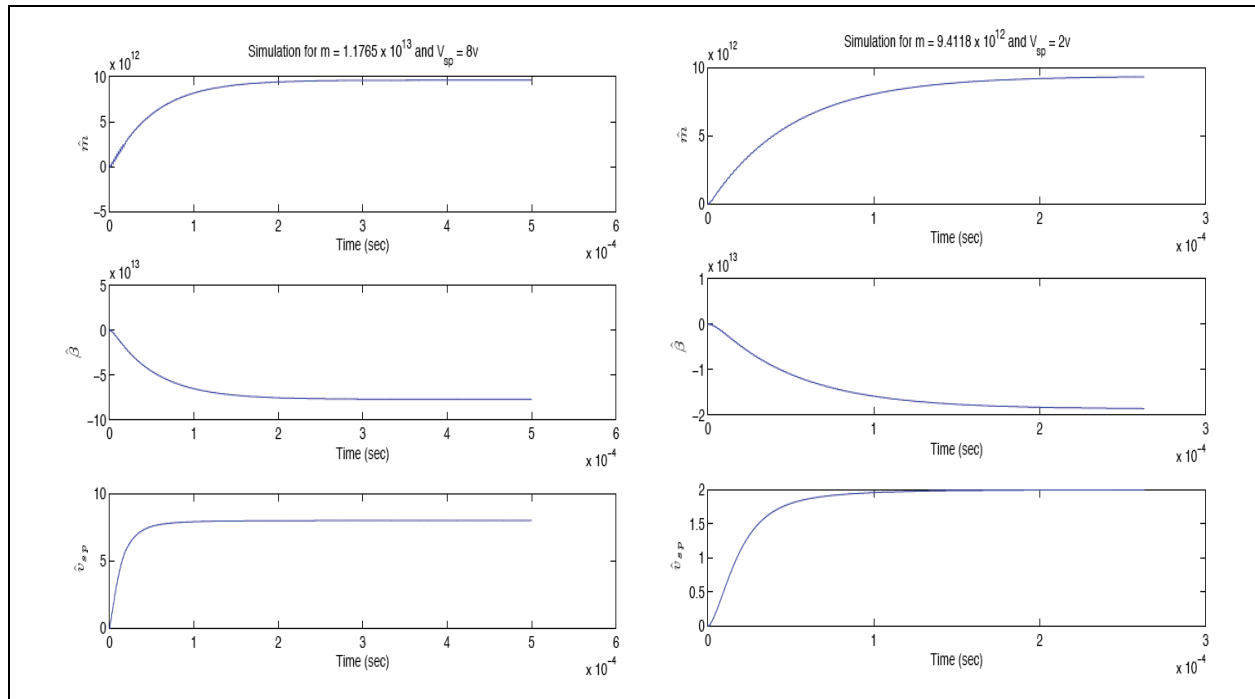 Simulation for m = 1.1765 x 10^13 and V_sp = 8v
x 10^12
10
5
0
−5
m̂
0 1 2 3 4 5 6
Time (sec)
x 10^−4
x 10^13
5
0
−5
−10
β̂
0 1 2 3 4 5 6
Time (sec)
x 10^−4
10
5
0
v̂_sp
0 1 2 3 4 5 6
Time (sec)
x 10^−4
Simulation for m = 9.4118 x 10^12 and V_sp = 2v
x 10^12
10
5
0
m̂
0 1 2 3
Time (sec)
x 10^−4
x 10^13
1
0
−1
−2
β̂
0 1 2 3
Time (sec)
x 10^−4
2
1.5
1
0.5
0
v̂_sp
0 1 2 3
Time (sec)
x 10^−4